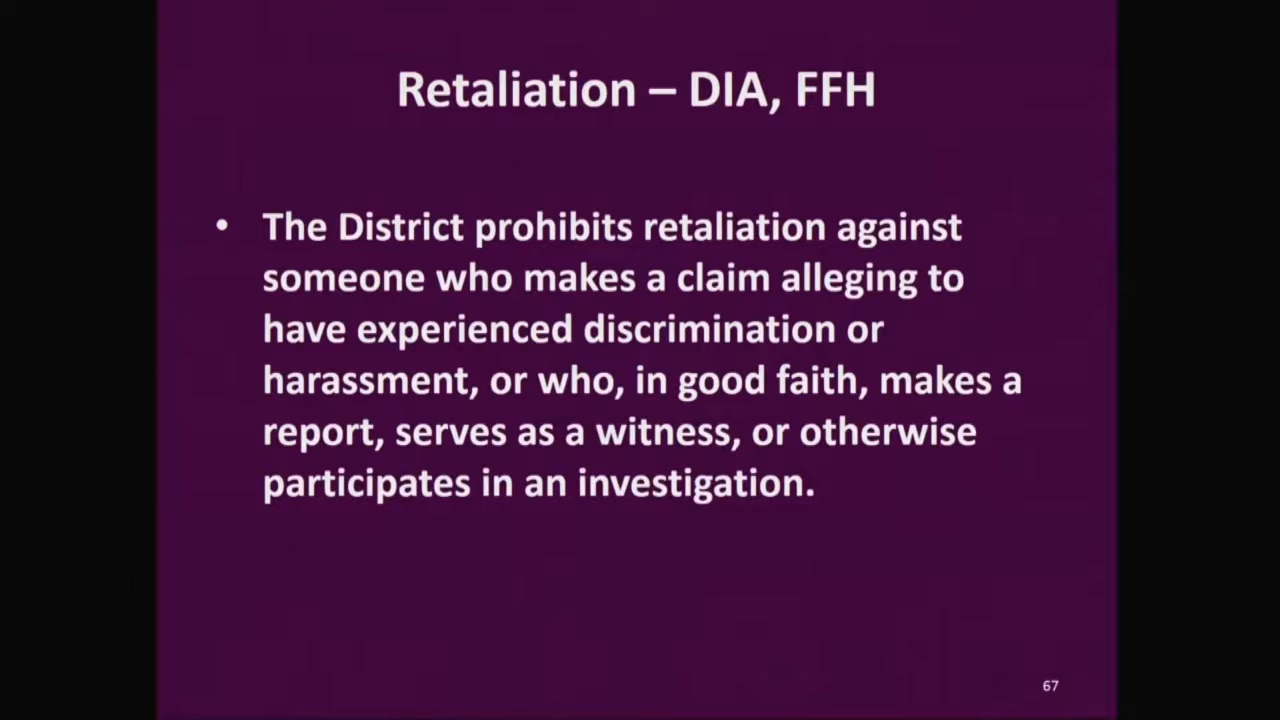 Retaliation – DIA, FFH
• The District prohibits retaliation against
someone who makes a claim alleging to
have experienced discrimination or
harassment, or who, in good faith, makes a
report, serves as a witness, or otherwise
participates in an investigation.
67